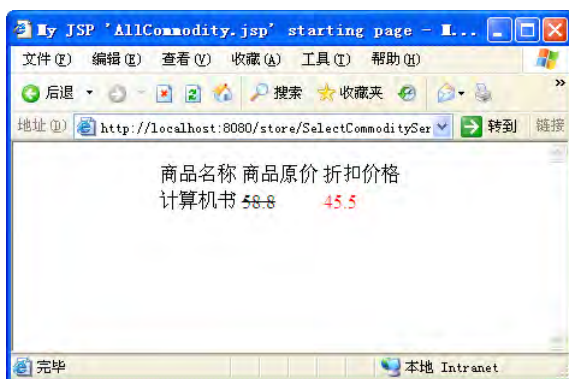 My JSP 'AllCommodity.jsp' starting page - M...
文件(F) 编辑(E) 查看(V) 收藏(A) 工具(T) 帮助(H)
后退 搜索 收藏夹 »
地址(D) http://localhost:8080/store/SelectCommoditySer 转到 链接
商品名称 商品原价 折扣价格
计算机书 58.8 45.5
完毕 本地 Intranet